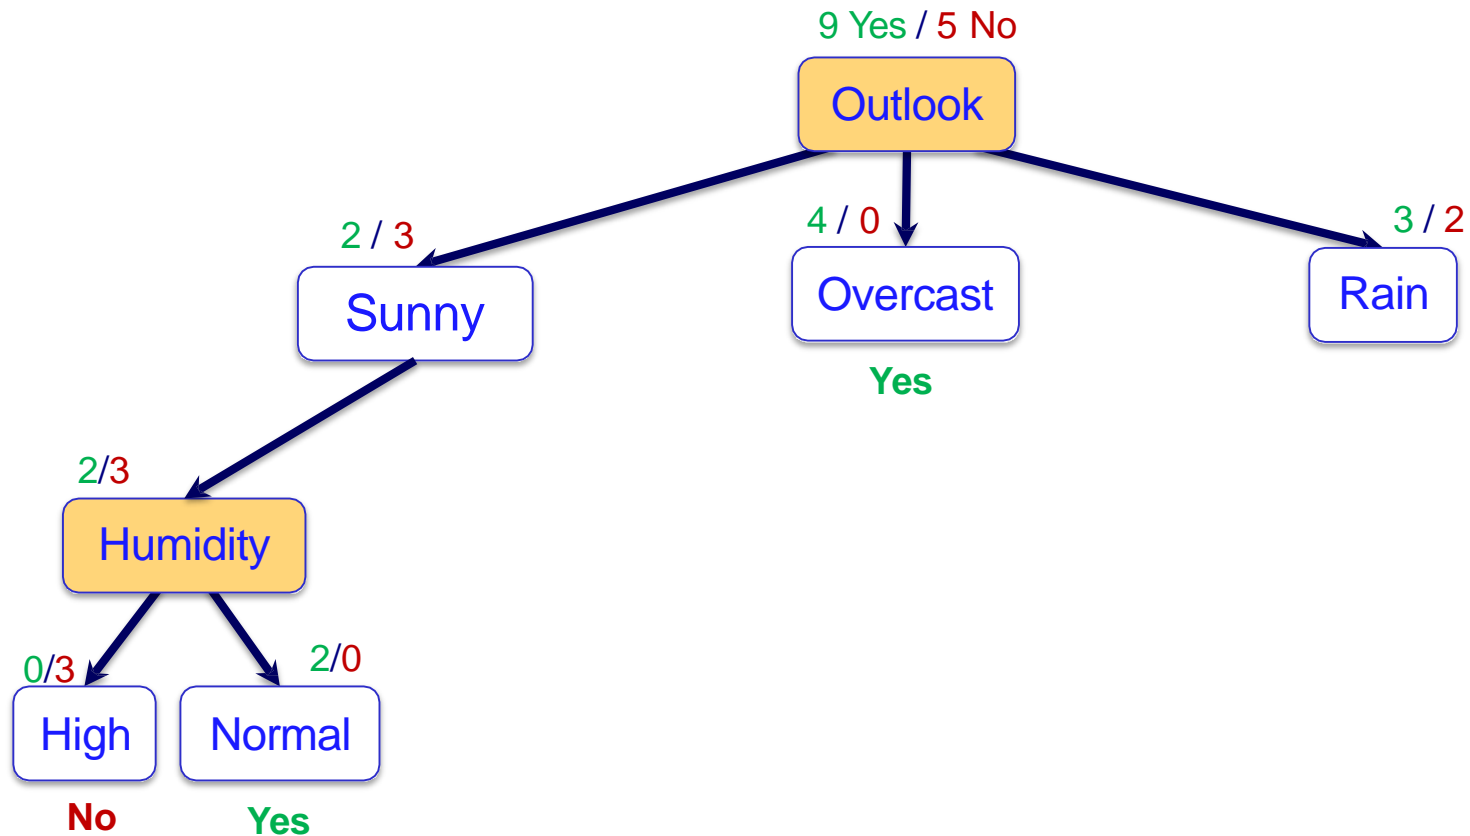 9 Yes / 5 No
Outlook
2 / 3
4 / 0
3 / 2
Sunny
Overcast
Rain
Yes
2/3
Humidity
0/3
2/0
High
Normal
No
Yes